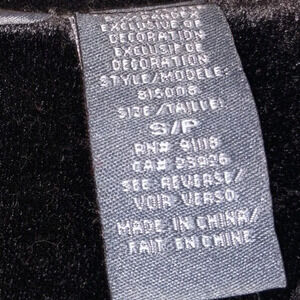 EXCLUSIVE OF
DECORATION
EXCLUSIF DE
DECORATION
STYLE/MODELE:
815008
SIZE/TAILLE:
S/P
RN# 91118
CA# 23926
SEE REVERSE/
VOIR VERSO
MADE IN CHINA/
FAIT EN CHINE